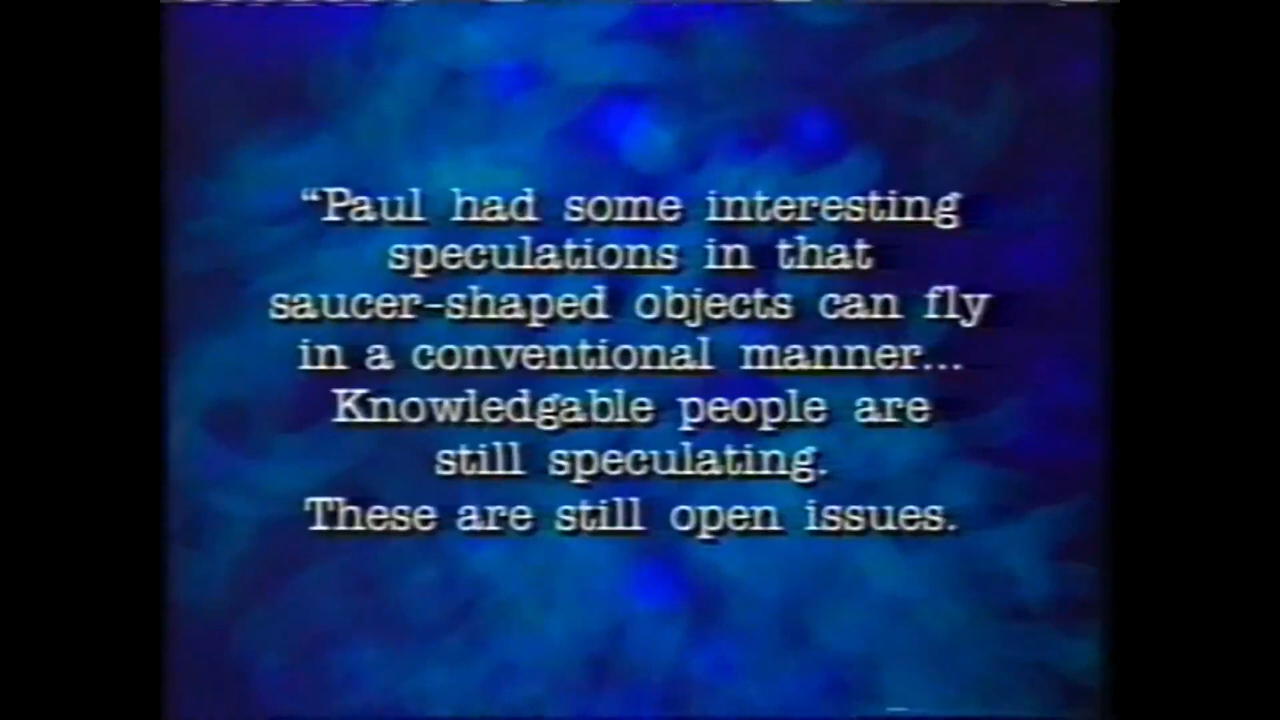 “Paul had some interesting
speculations in that
saucer-shaped objects can fly
in a conventional manner...
Knowledgable people are
still speculating.
These are still open issues.